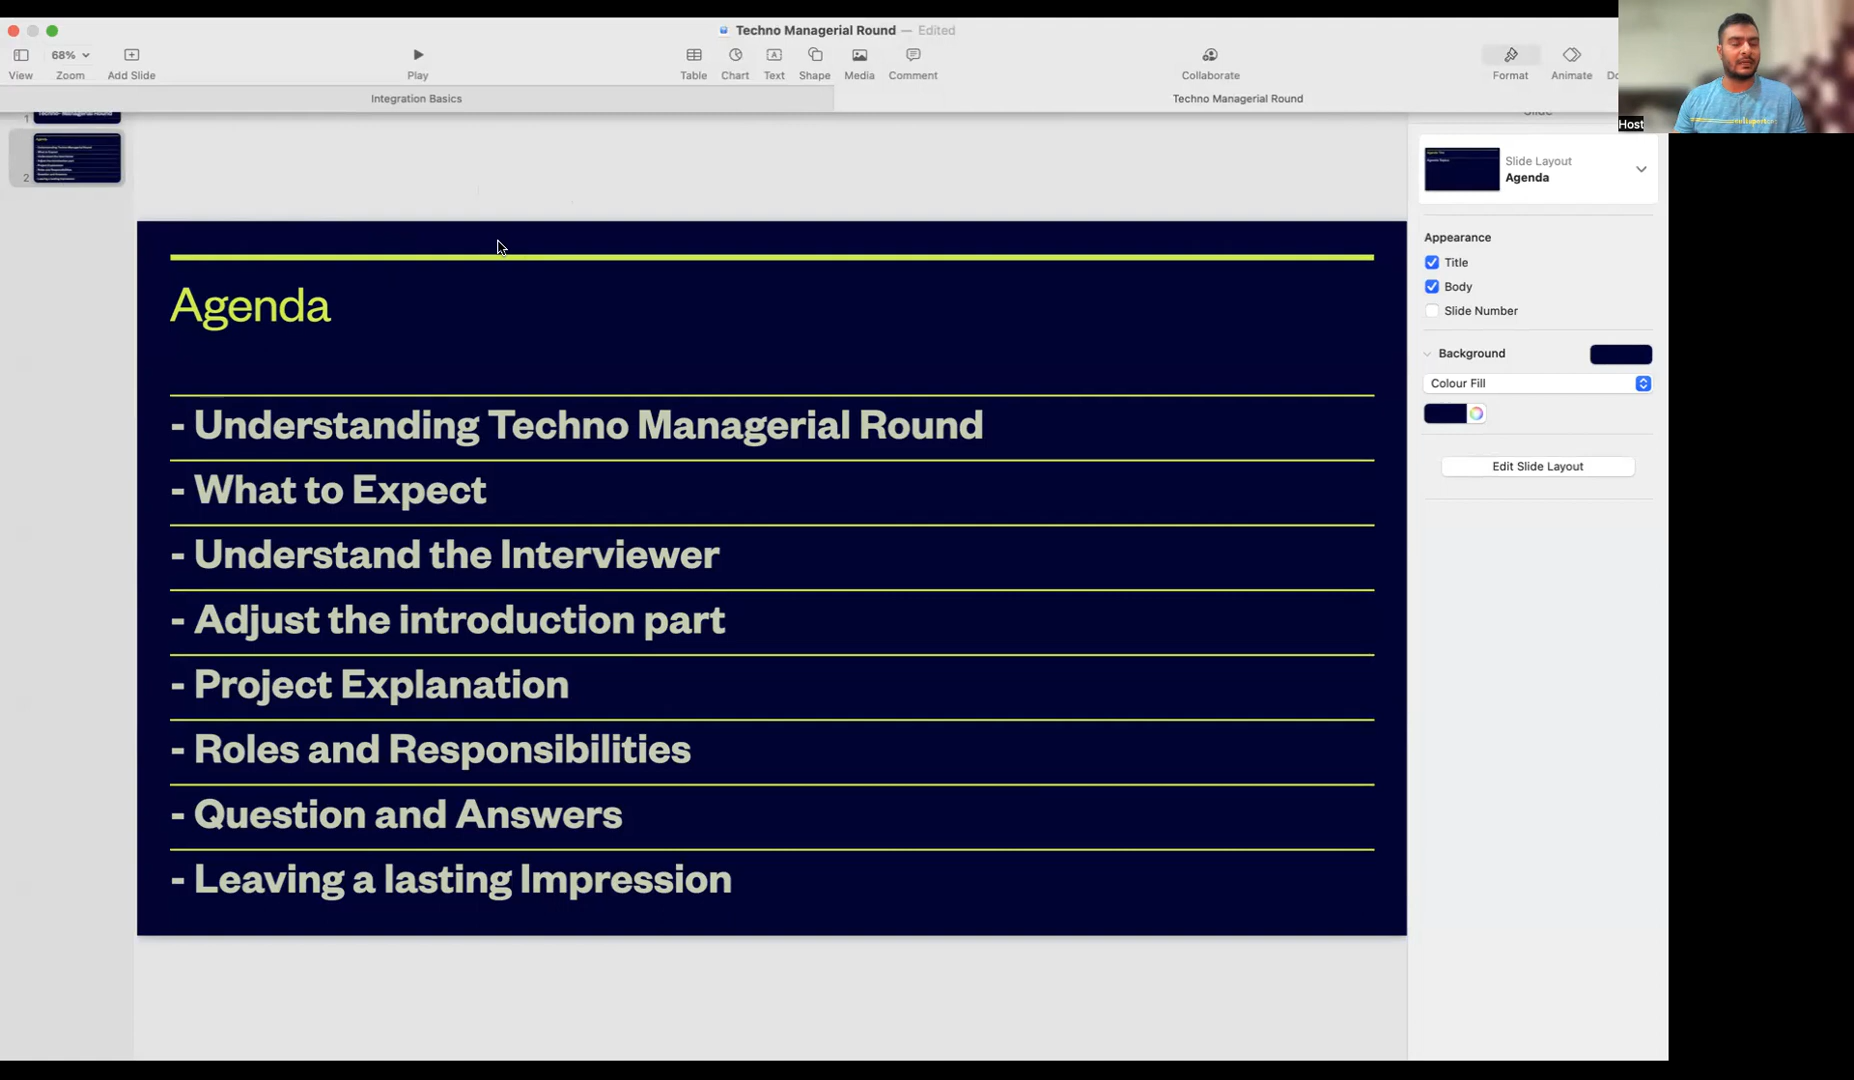 Techno Managerial Round — Edited
68%
View
Zoom
Add Slide
Play
Table
Chart
Text
Shape
Media
Comment
Collaborate
Format
Animate
Integration Basics
Techno Managerial Round
Host
1
2
Slide Layout
Agenda
Appearance
Title
Body
Slide Number
Background
Colour Fill
Edit Slide Layout
Agenda
- Understanding Techno Managerial Round
- What to Expect
- Understand the Interviewer
- Adjust the introduction part
- Project Explanation
- Roles and Responsibilities
- Question and Answers
- Leaving a lasting Impression